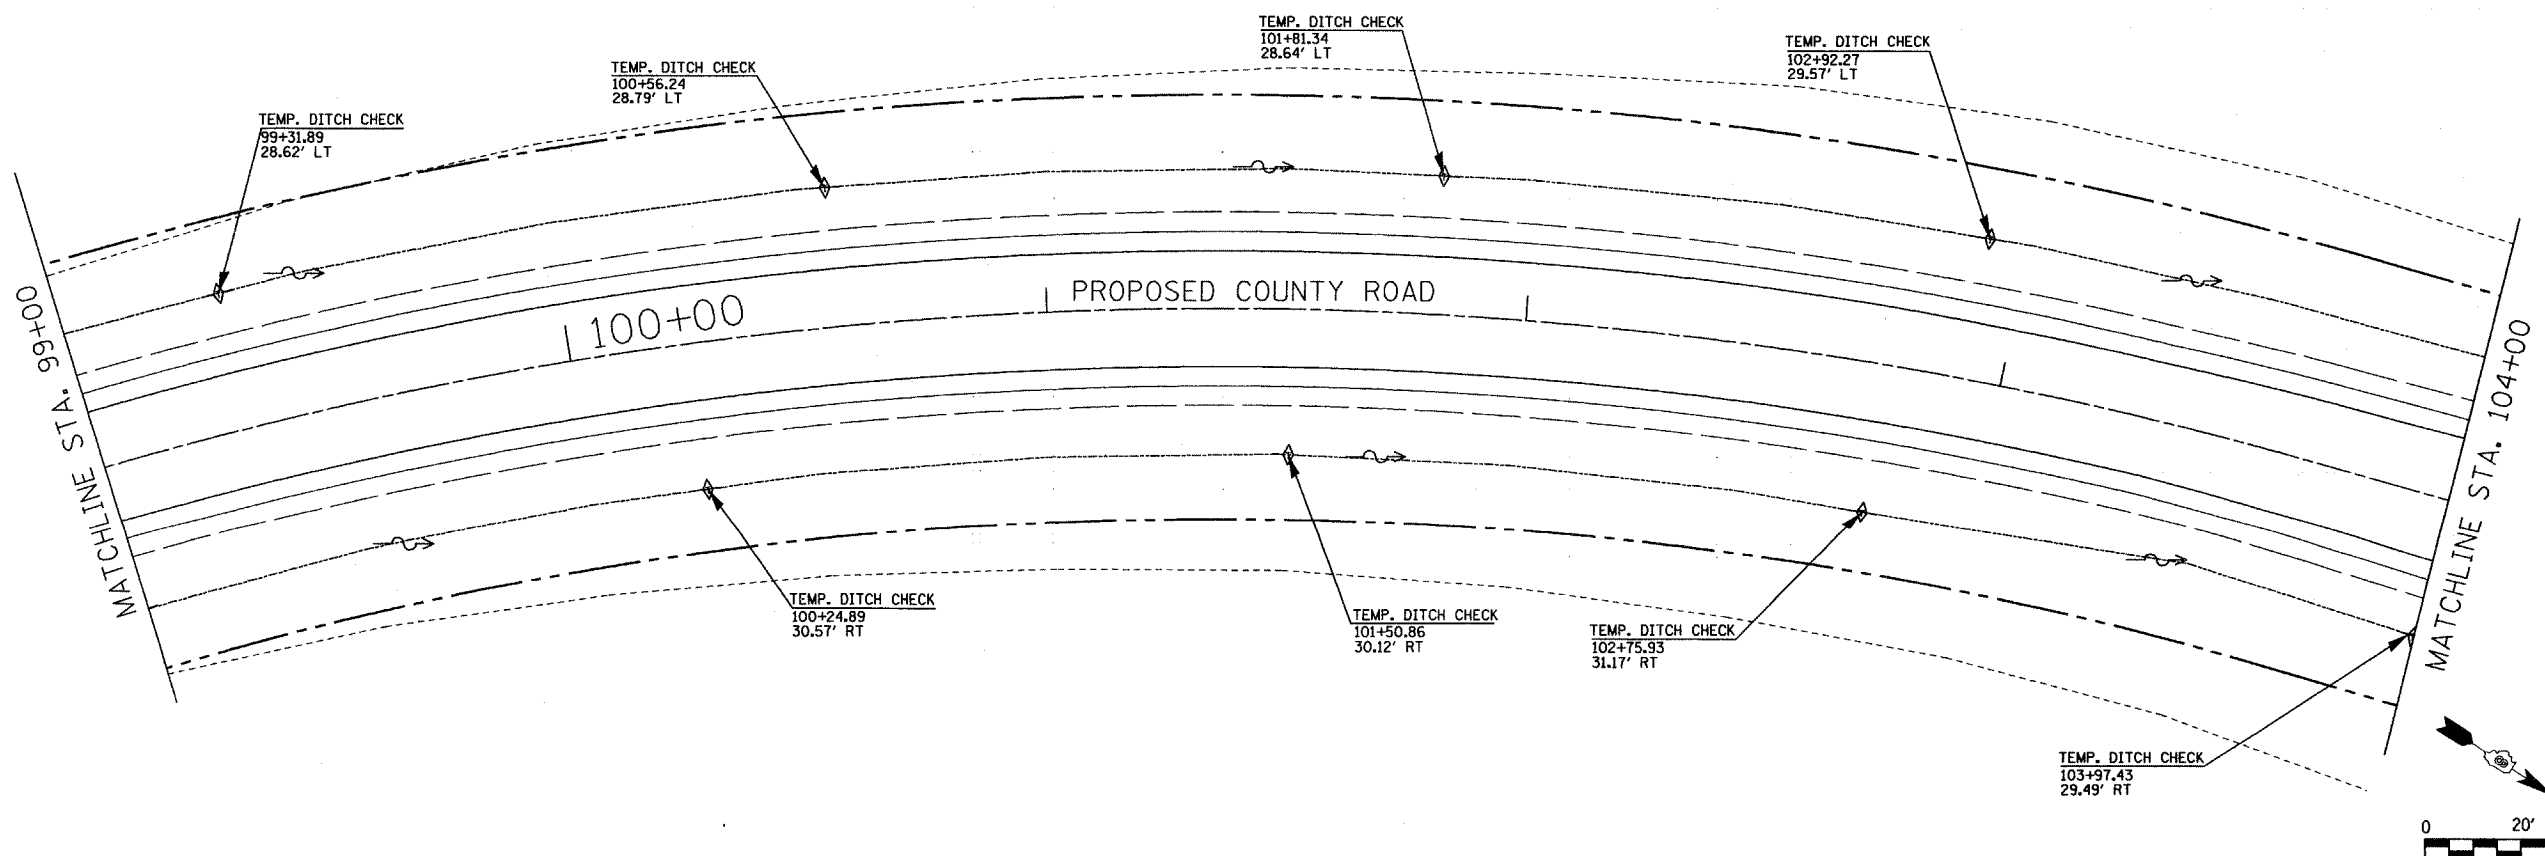 TEMP. DITCH CHECK
101+81.34
28.64' LT
TEMP. DITCH CHECK
102+92.27
29.57' LT
TEMP. DITCH CHECK
100+56.24
28.79' LT
TEMP. DITCH CHECK
99+31.89
28.62' LT
PROPOSED COUNTY ROAD
100+00
MATCHLINE STA. 99+00
MATCHLINE STA. 104+00
TEMP. DITCH CHECK
100+24.89
30.57' RT
TEMP. DITCH CHECK
101+50.86
30.12' RT
TEMP. DITCH CHECK
102+75.93
31.17' RT
TEMP. DITCH CHECK
103+97.43
29.49' RT
0 20'